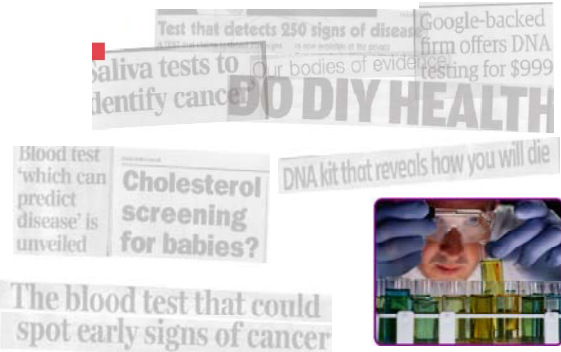 Test that detects 250 signs of disease
Google-backed
firm offers DNA
testing for $999
Saliva tests to
identify cancer
Our bodies of evidence
DO DIY HEALTH
Blood test
'which can
predict
disease' is
unveiled
Cholesterol
screening
for babies?
DNA kit that reveals how you will die
The blood test that could
spot early signs of cancer